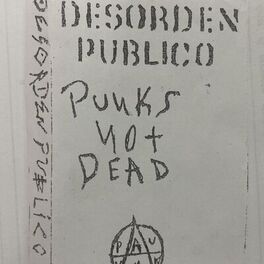 DESORDEN PUBLICO
DESORDEN
PUBLICO
PUNKS
NOT
DEAD